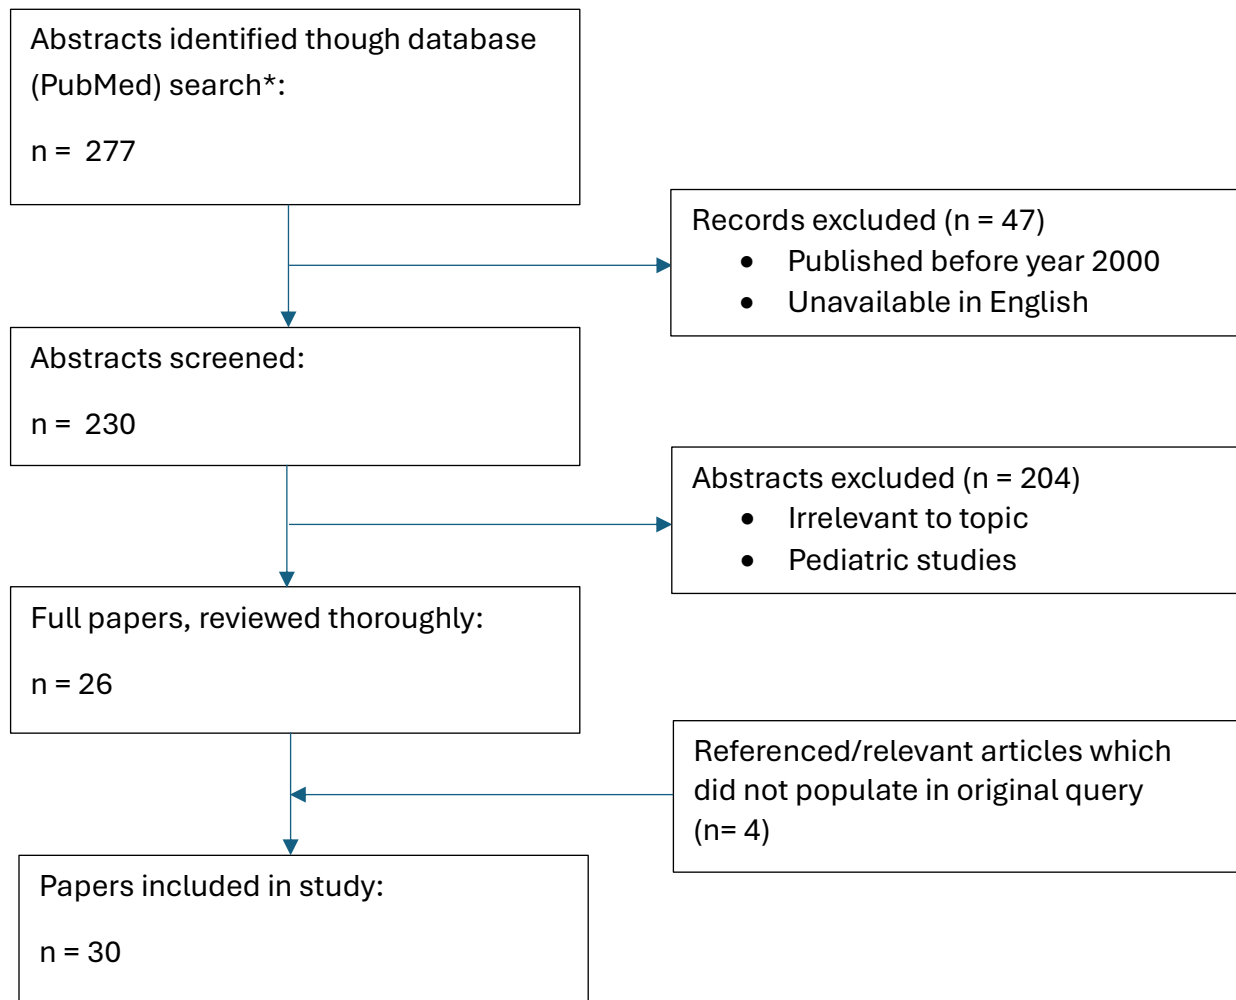 Abstracts identified though database
(PubMed) search*:
n =  277
Records excluded (n = 47)
• Published before year 2000
• Unavailable in English
Abstracts screened:
n =  230
Abstracts excluded (n = 204)
• Irrelevant to topic
• Pediatric studies
Full papers, reviewed thoroughly:
n = 26
Referenced/relevant articles which
did not populate in original query
(n= 4)
Papers included in study:
n = 30